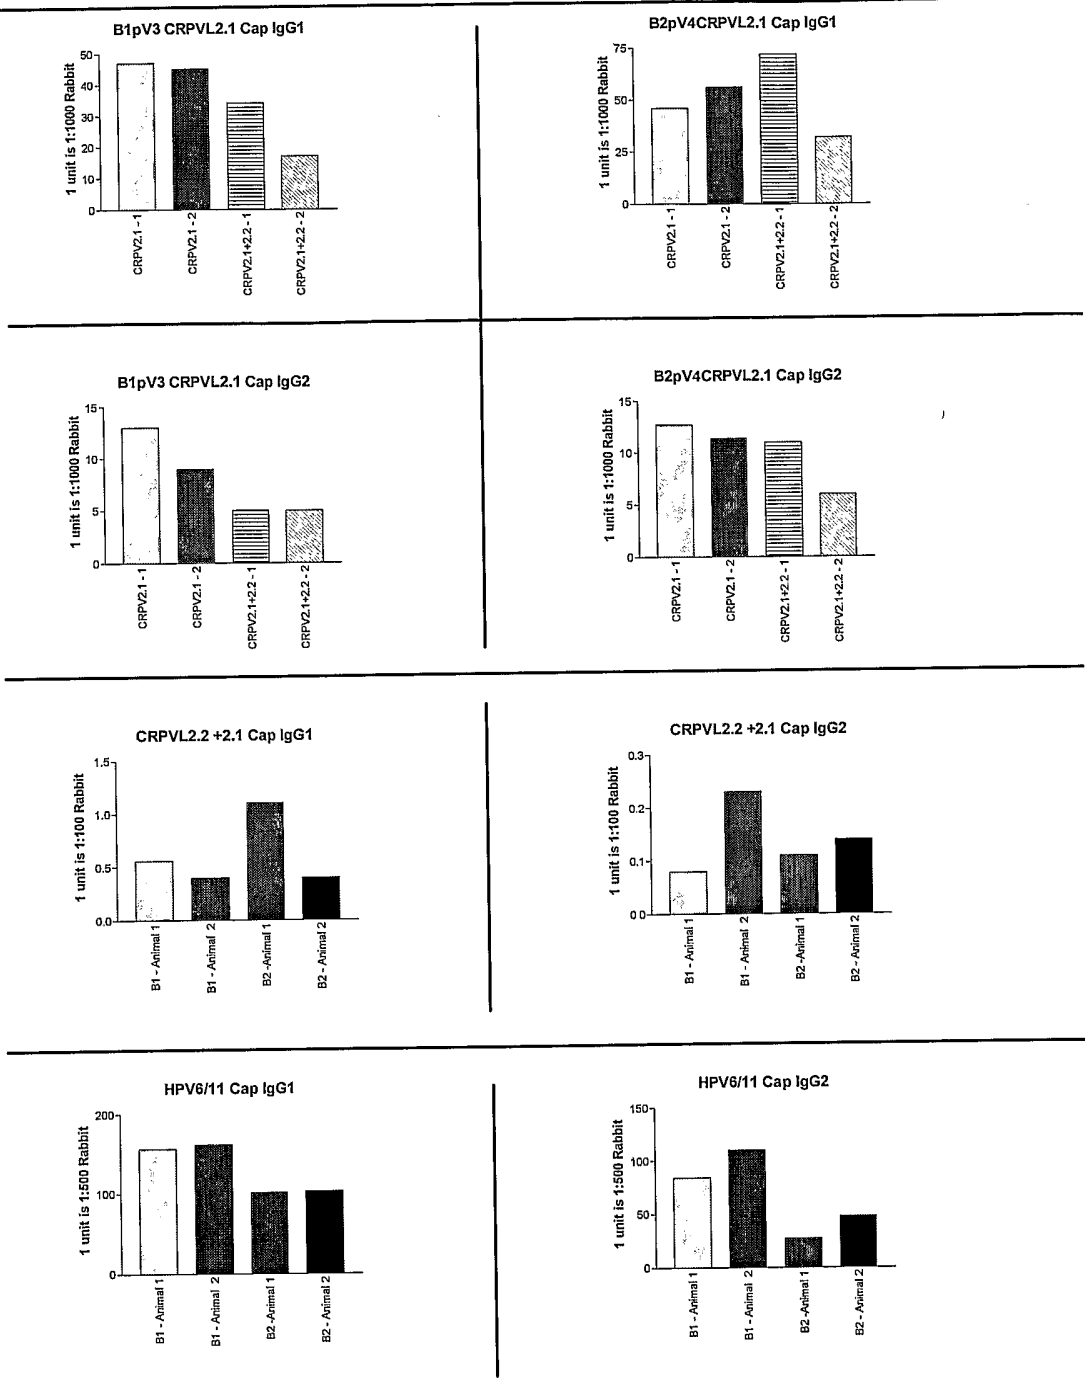 B1pV3 CRPVL2.1 Cap IgG1
1 unit is 1:1000 Rabbit
50
40
30
20
10
0
CRPV2.1 - 1
CRPV2.1 - 2
CRPV2.1+2.2 - 1
CRPV2.1+2.2 - 2
B2pV4CRPVL2.1 Cap IgG1
1 unit is 1:1000 Rabbit
75
50
25
0
CRPV2.1 - 1
CRPV2.1 - 2
CRPV2.1+2.2 - 1
CRPV2.1+2.2 - 2
B1pV3 CRPVL2.1 Cap IgG2
1 unit is 1:1000 Rabbit
15
10
5
0
CRPV2.1 - 1
CRPV2.1 - 2
CRPV2.1+2.2 - 1
CRPV2.1+2.2 - 2
B2pV4CRPVL2.1 Cap IgG2
1 unit is 1:1000 Rabbit
15
10
5
0
CRPV2.1 - 1
CRPV2.1 - 2
CRPV2.1+2.2 - 1
CRPV2.1+2.2 - 2
CRPVL2.2 +2.1 Cap IgG1
1 unit is 1:100 Rabbit
1.5
1.0
0.5
0.0
B1 - Animal 1
B1 - Animal 2
B2 -Animal 1
B2 - Animal 2
CRPVL2.2 +2.1 Cap IgG2
1 unit is 1:100 Rabbit
0.3
0.2
0.1
0.0
B1 - Animal 1
B1 - Animal 2
B2 -Animal 1
B2 - Animal 2
HPV6/11 Cap IgG1
1 unit is 1:500 Rabbit
200
100
0
B1 - Animal 1
B1 - Animal 2
B2 -Animal 1
B2 - Animal 2
HPV6/11 Cap IgG2
1 unit is 1:500 Rabbit
150
100
50
0
B1 - Animal 1
B1 - Animal 2
B2 -Animal 1
B2 - Animal 2